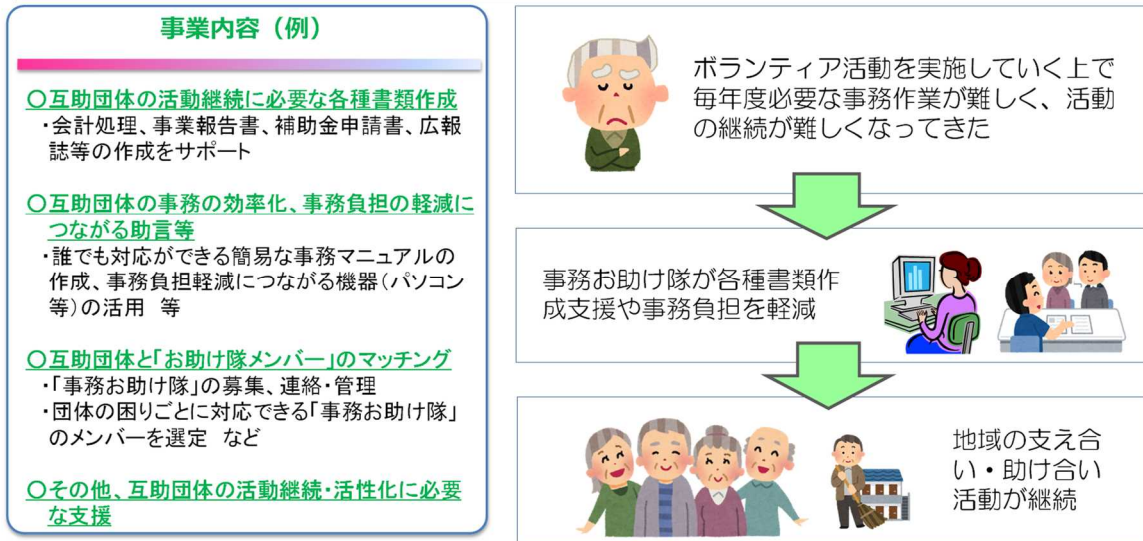 事業内容（例）
〇互助団体の活動継続に必要な各種書類作成
・会計処理、事業報告書、補助金申請書、広報
誌等の作成をサポート
〇互助団体の事務の効率化、事務負担の軽減に
つながる助言等
・誰でも対応ができる簡易な事務マニュアルの
作成、事務負担軽減につながる機器（パソコン
等）の活用　等
〇互助団体と「お助け隊メンバー」のマッチング
・「事務お助け隊」の募集、連絡・管理
・団体の困りごとに対応できる「事務お助け隊」
のメンバーを選定　など
〇その他、互助団体の活動継続・活性化に必要
な支援
ボランティア活動を実施していく上で
毎年度必要な事務作業が難しく、活動
の継続が難しくなってきた
事務お助け隊が各種書類作
成支援や事務負担を軽減
地域の支え合
い・助け合い
活動が継続